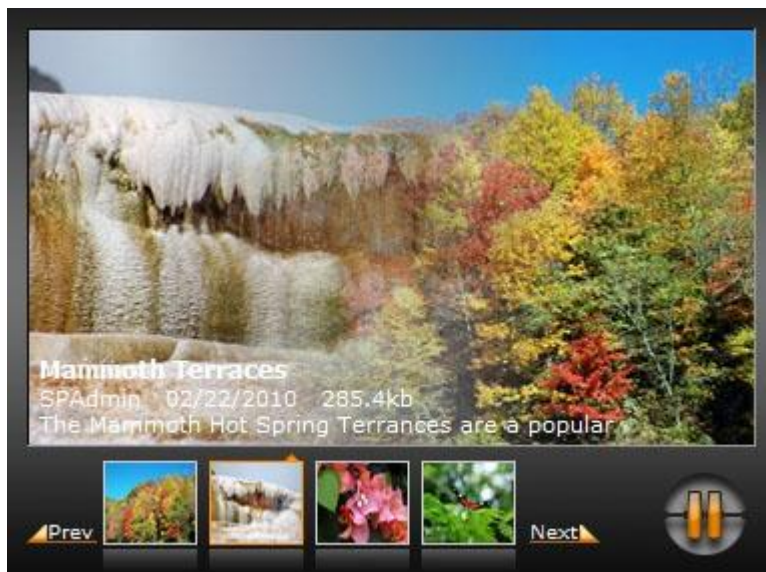 Mammoth Terraces
SPAdmin 02/22/2010 285.4kb
The Mammoth Hot Spring Terrances are a popular
Prev
Next